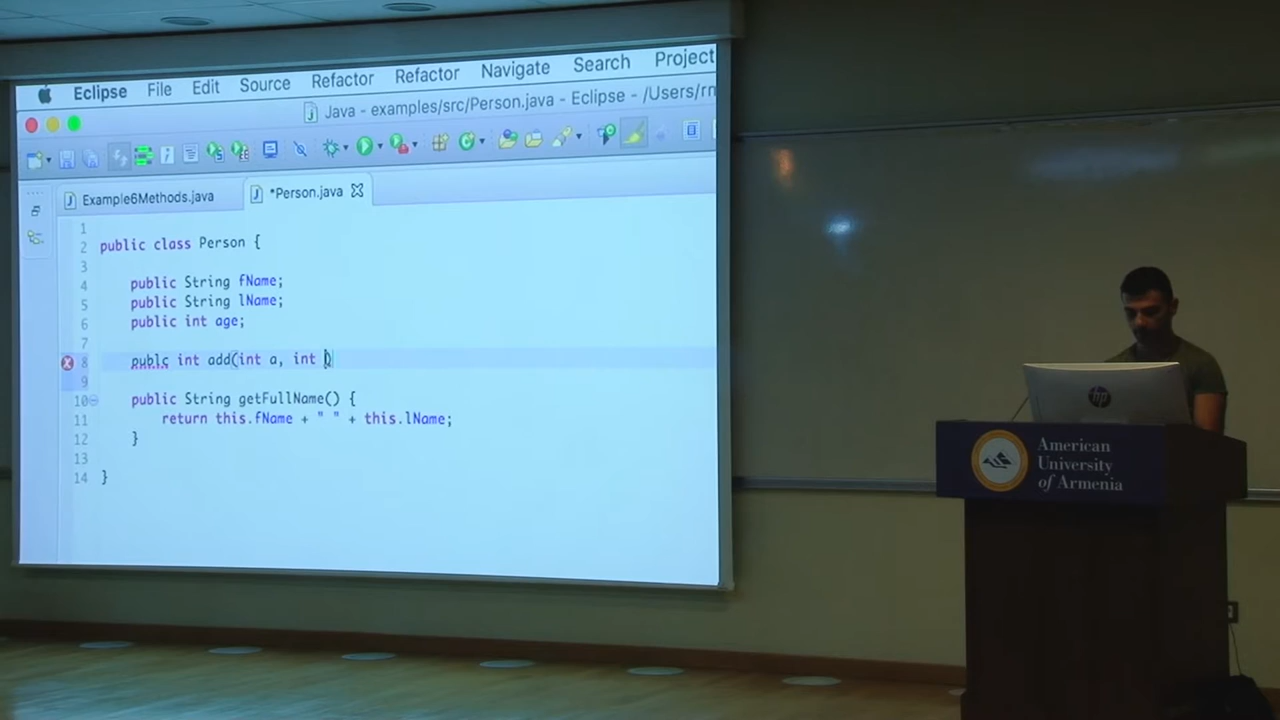 Eclipse File Edit Source Refactor Refactor Navigate Search Project
Java - examples/src/Person.java - Eclipse - /Users/rn
Example6Methods.java *Person.java
1
2 public class Person {
3
4 public String fName;
5 public String lName;
6 public int age;
7
8 publc int add(int a, int )
9
10 public String getFullName() {
11 return this.fName + " " + this.lName;
12 }
13
14 }
hp
American
University
of Armenia